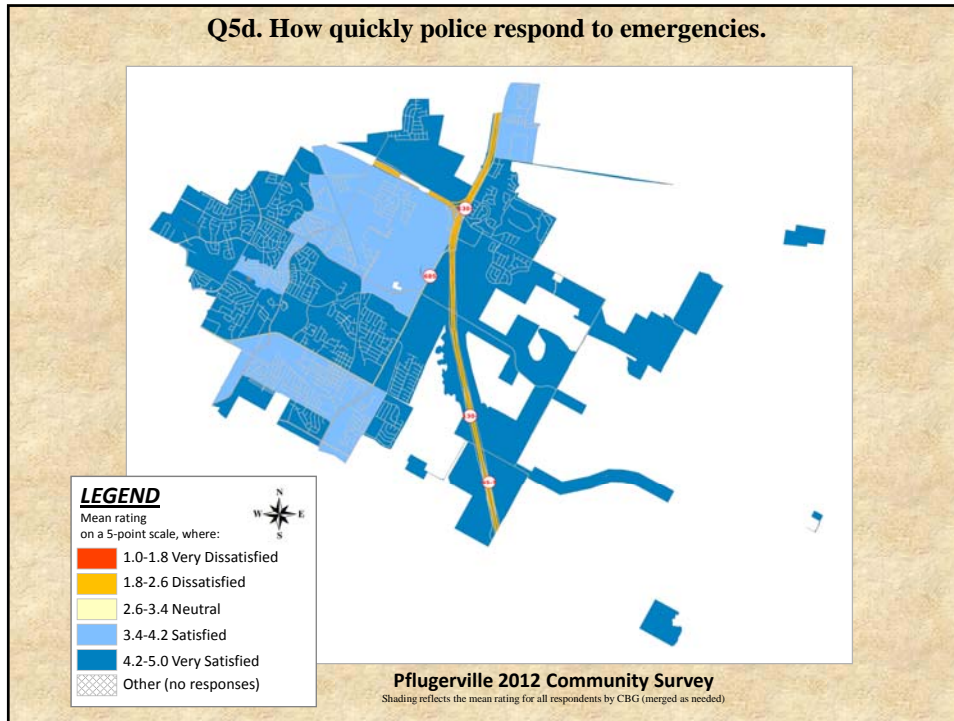 Q5d. How quickly police respond to emergencies.
685
LEGEND
Mean rating
on a 5-point scale, where:
N
W E
S
1.0-1.8 Very Dissatisfied
1.8-2.6 Dissatisfied
2.6-3.4 Neutral
3.4-4.2 Satisfied
4.2-5.0 Very Satisfied
Other (no responses)
Pflugerville 2012 Community Survey
Shading reflects the mean rating for all respondents by CBG (merged as needed)